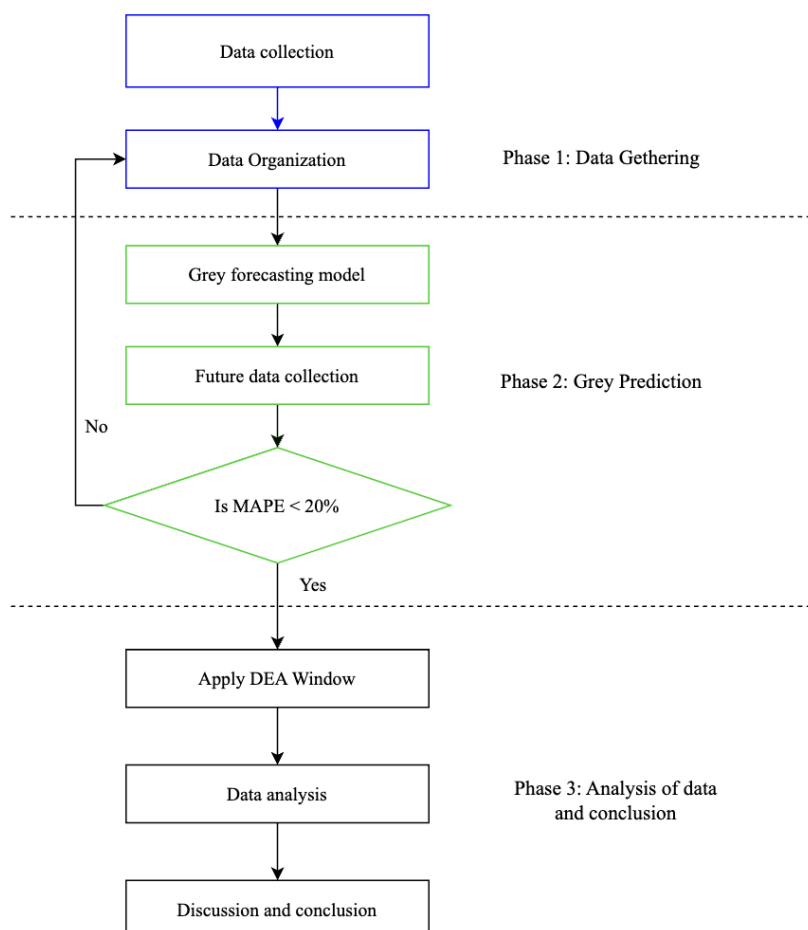 Data collection
Data Organization
Phase 1: Data Gethering
Grey forecasting model
Future data collection
Phase 2: Grey Prediction
No
Is MAPE < 20%
Yes
Apply DEA Window
Data analysis
Phase 3: Analysis of data
and conclusion
Discussion and conclusion